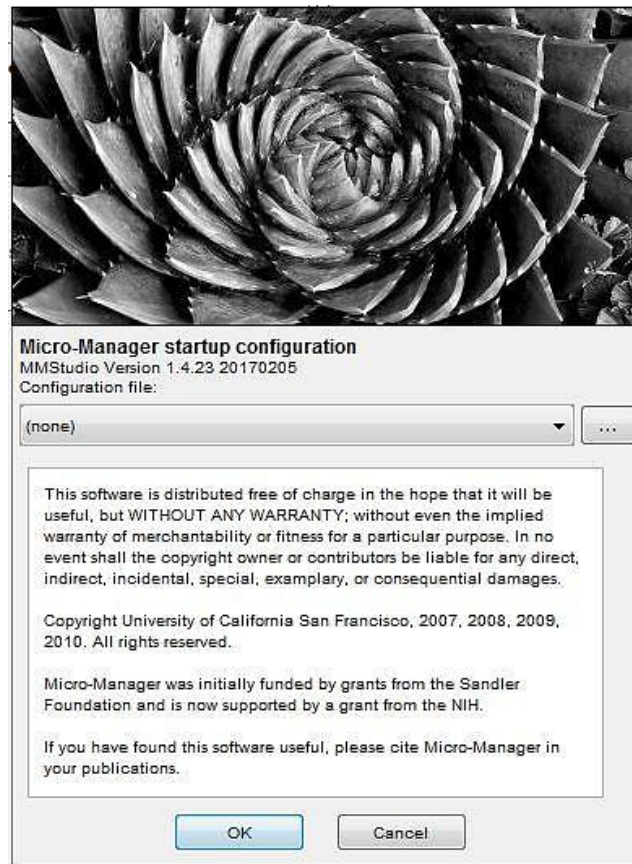 Micro-Manager startup configuration
MMStudio Version 1.4.23 20170205
Configuration file:
(none)
...
This software is distributed free of charge in the hope that it will be
useful, but WITHOUT ANY WARRANTY; without even the implied
warranty of merchantability or fitness for a particular purpose. In no
event shall the copyright owner or contributors be liable for any direct,
indirect, incidental, special, examplary, or consequential damages.
Copyright University of California San Francisco, 2007, 2008, 2009,
2010. All rights reserved.
Micro-Manager was initially funded by grants from the Sandler
Foundation and is now supported by a grant from the NIH.
If you have found this software useful, please cite Micro-Manager in
your publications.
OK Cancel